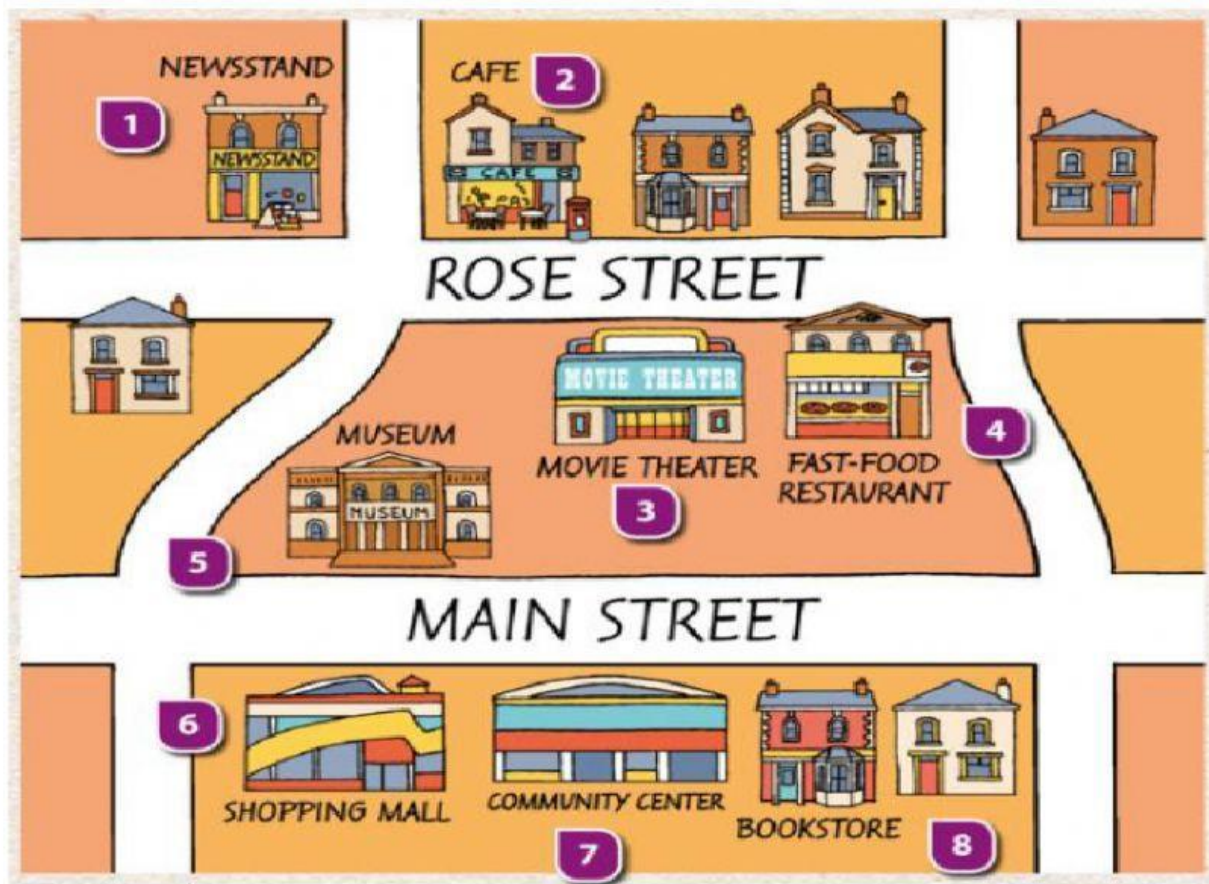 NEWSSTAND
1
NEWSSTAND
CAFE
2
CAFE
ROSE STREET
MOVIE THEATER
MOVIE THEATER
3
FAST-FOOD
RESTAURANT
4
MUSEUM
MUSEUM
5
MAIN STREET
6
SHOPPING MALL
COMMUNITY CENTER
7
BOOKSTORE
8